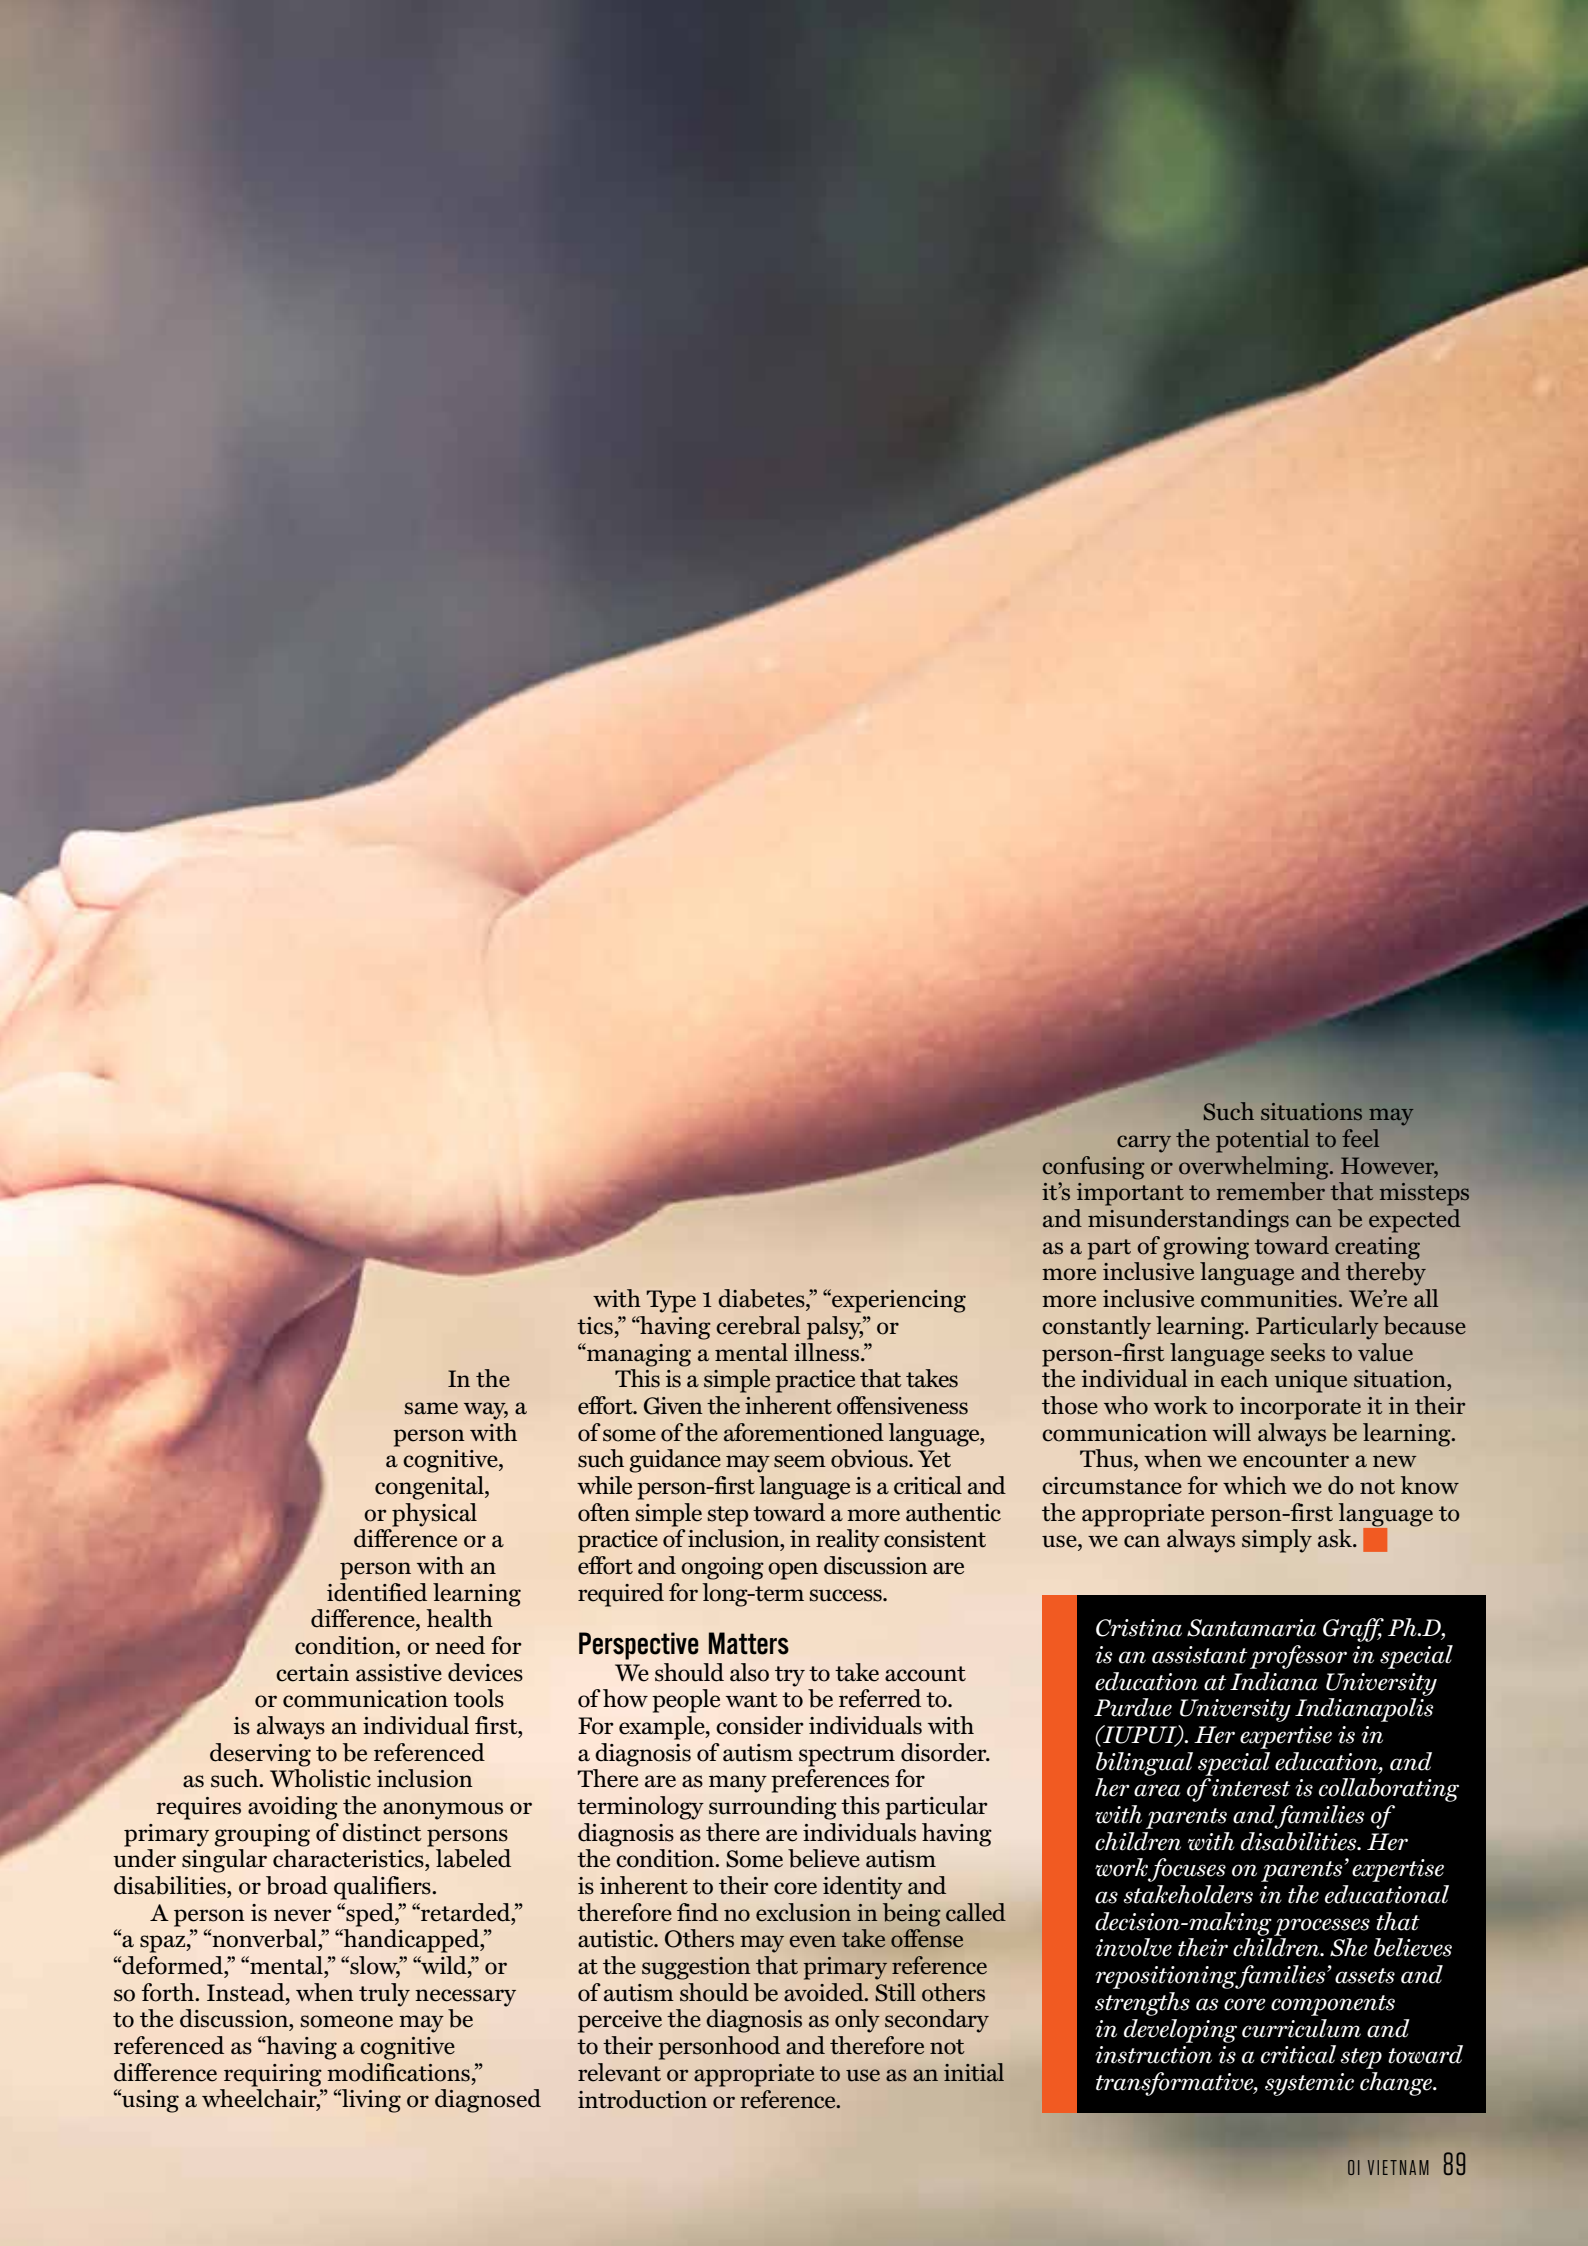 In the
same way, a
person with
a cognitive,
congenital,
or physical
difference or a
person with an
identified learning
difference, health
condition, or need for
certain assistive devices
or communication tools
is always an individual first,
deserving to be referenced
as such. Wholistic inclusion
requires avoiding the anonymous or
primary grouping of distinct persons
under singular characteristics, labeled
disabilities, or broad qualifiers.
A person is never “sped,” “retarded,”
“a spaz,” “nonverbal,” “handicapped,”
“deformed,” “mental,” “slow,” “wild,” or
so forth. Instead, when truly necessary
to the discussion, someone may be
referenced as “having a cognitive
difference requiring modifications,”
“using a wheelchair,” “living or diagnosed
with Type 1 diabetes,” “experiencing
tics,” “having cerebral palsy,” or
“managing a mental illness.”
This is a simple practice that takes
effort. Given the inherent offensiveness
of some of the aforementioned language,
such guidance may seem obvious. Yet
while person-first language is a critical and
often simple step toward a more authentic
practice of inclusion, in reality consistent
effort and ongoing open discussion are
required for long-term success.
Perspective Matters
We should also try to take account
of how people want to be referred to.
For example, consider individuals with
a diagnosis of autism spectrum disorder.
There are as many preferences for
terminology surrounding this particular
diagnosis as there are individuals having
the condition. Some believe autism
is inherent to their core identity and
therefore find no exclusion in being called
autistic. Others may even take offense
at the suggestion that primary reference
of autism should be avoided. Still others
perceive the diagnosis as only secondary
to their personhood and therefore not
relevant or appropriate to use as an initial
introduction or reference.
Such situations may
carry the potential to feel
confusing or overwhelming. However,
it’s important to remember that missteps
and misunderstandings can be expected
as a part of growing toward creating
more inclusive language and thereby
more inclusive communities. We’re all
constantly learning. Particularly because
person-first language seeks to value
the individual in each unique situation,
those who work to incorporate it in their
communication will always be learning.
Thus, when we encounter a new
circumstance for which we do not know
the appropriate person-first language to
use, we can always simply ask.
Cristina Santamaria Graff, Ph.D,
is an assistant professor in special
education at Indiana University
Purdue University Indianapolis
(IUPUI). Her expertise is in
bilingual special education, and
her area of interest is collaborating
with parents and families of
children with disabilities. Her
work focuses on parents’ expertise
as stakeholders in the educational
decision-making processes that
involve their children. She believes
repositioning families’ assets and
strengths as core components
in developing curriculum and
instruction is a critical step toward
transformative, systemic change.
OI VIETNAM 89